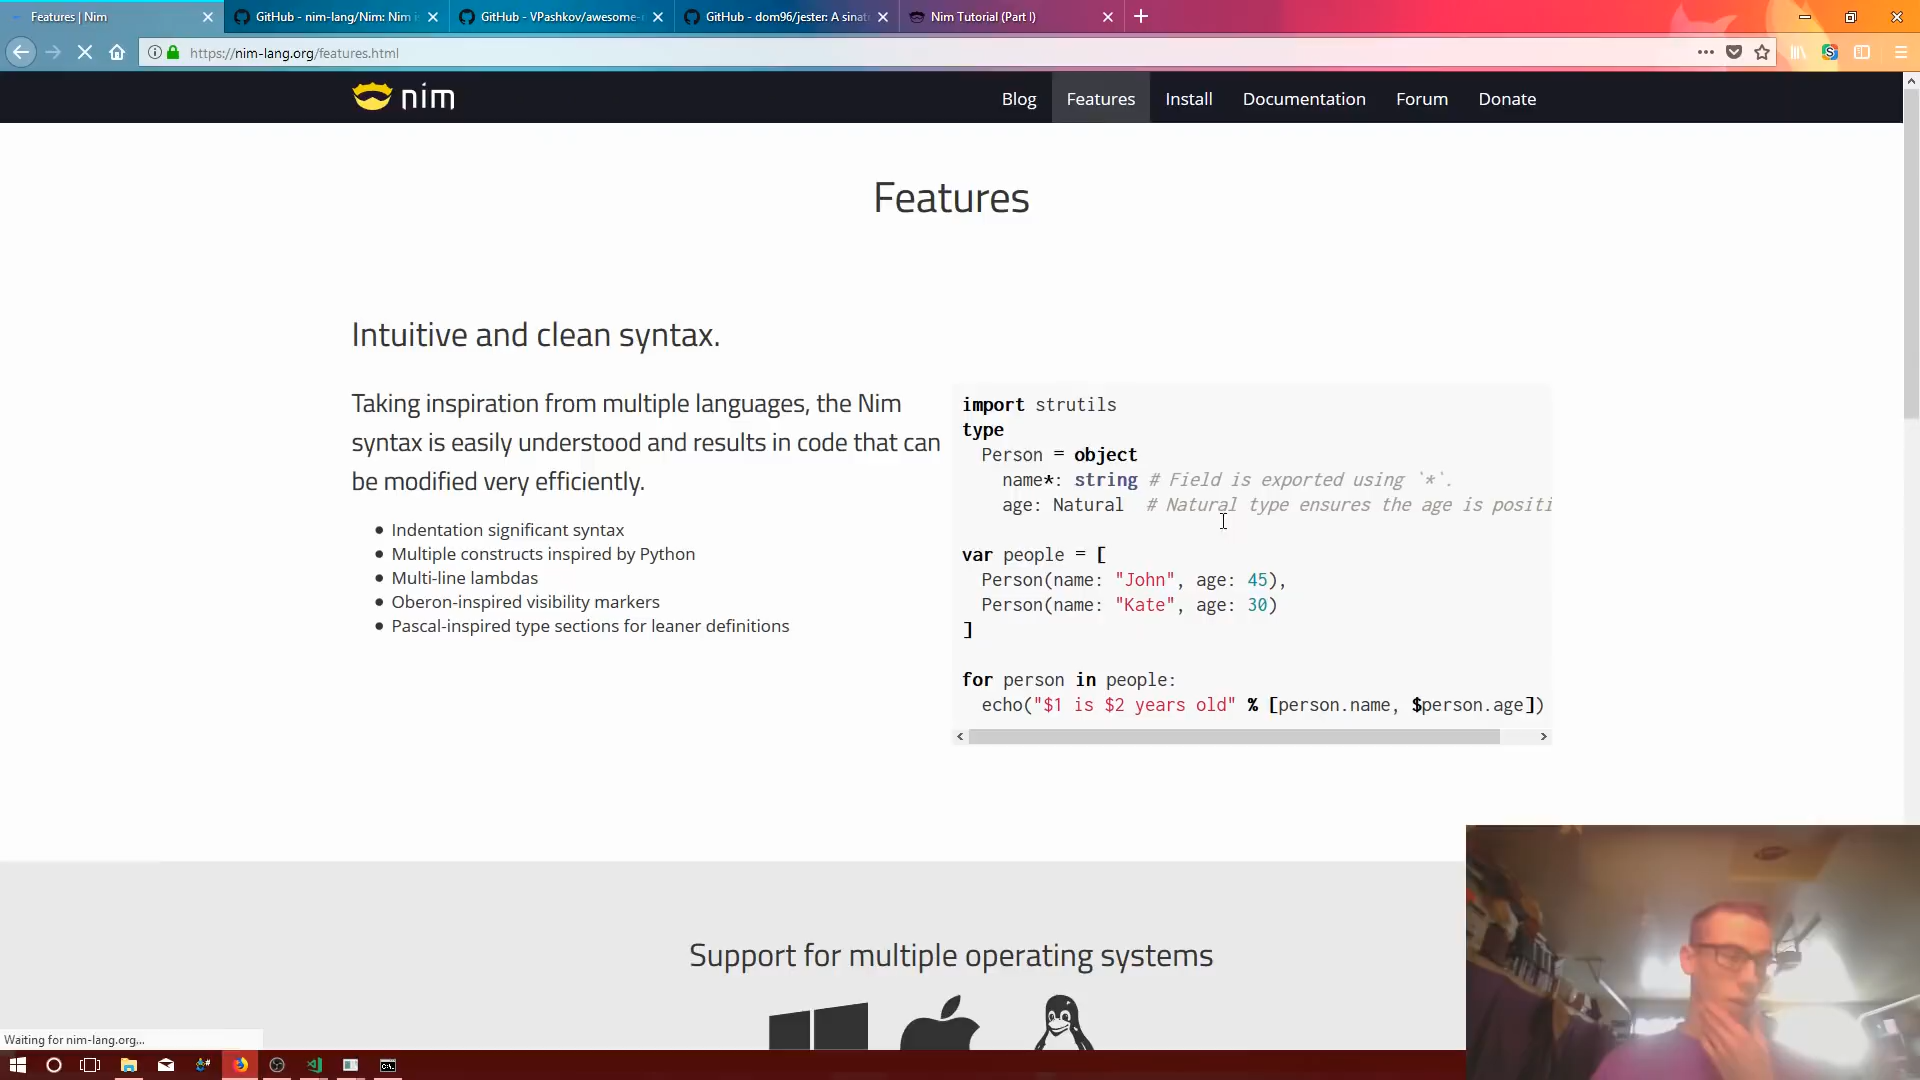 Features | Nim
GitHub - nim-lang/Nim: Nim i
GitHub - VPashkov/awesome-
GitHub - dom96/jester: A sinat
Nim Tutorial (Part I)
https://nim-lang.org/features.html
nim
Blog
Features
Install
Documentation
Forum
Donate
Features
Intuitive and clean syntax.
Taking inspiration from multiple languages, the Nim
syntax is easily understood and results in code that can
be modified very efficiently.
Indentation significant syntax
Multiple constructs inspired by Python
Multi-line lambdas
Oberon-inspired visibility markers
Pascal-inspired type sections for leaner definitions
import strutils
type
Person = object
name*: string # Field is exported using `*`.
age: Natural # Natural type ensures the age is positi
var people = [
Person(name: "John", age: 45),
Person(name: "Kate", age: 30)
]
for person in people:
echo("$1 is $2 years old" % [person.name, $person.age])
Support for multiple operating systems
Waiting for nim-lang.org...